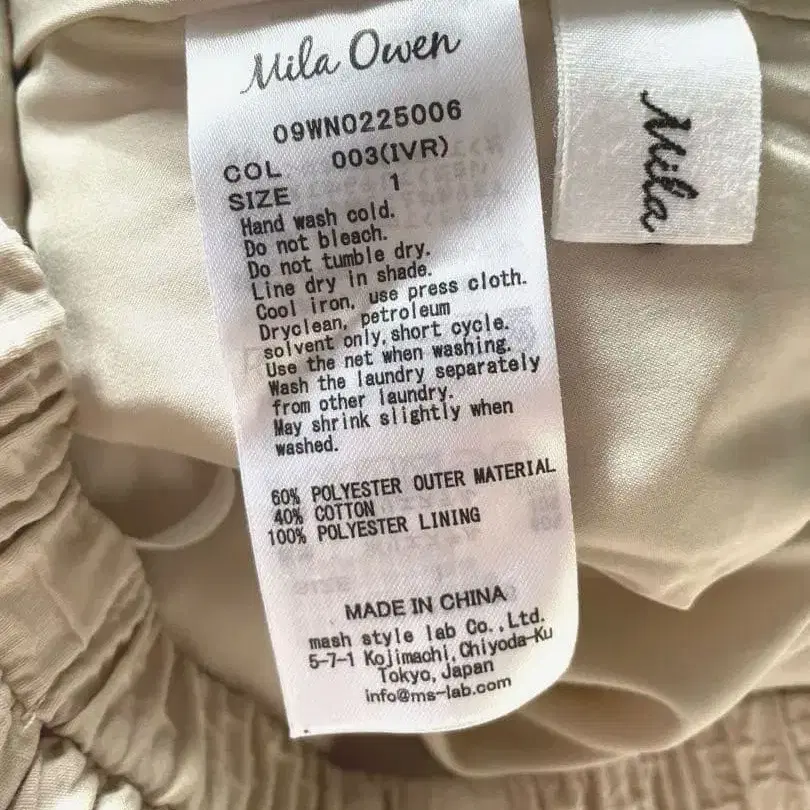 Mila Owen
09WN0225006
COL 003(IVR)
SIZE 1
Hand wash cold.
Do not bleach.
Do not tumble dry.
Line dry in shade.
Cool iron, use press cloth.
Dryclean, petroleum
solvent only,short cycle.
Use the net when washing.
Wash the laundry separately
from other laundry.
May shrink slightly when
washed.
60% POLYESTER OUTER MATERIAL
40% COTTON
100% POLYESTER LINING
MADE IN CHINA
mash style lab Co.,Ltd.
5-7-1 Kojimachi,Chiyoda-Ku
Tokyo,Japan
info@ms-lab.com
Mila